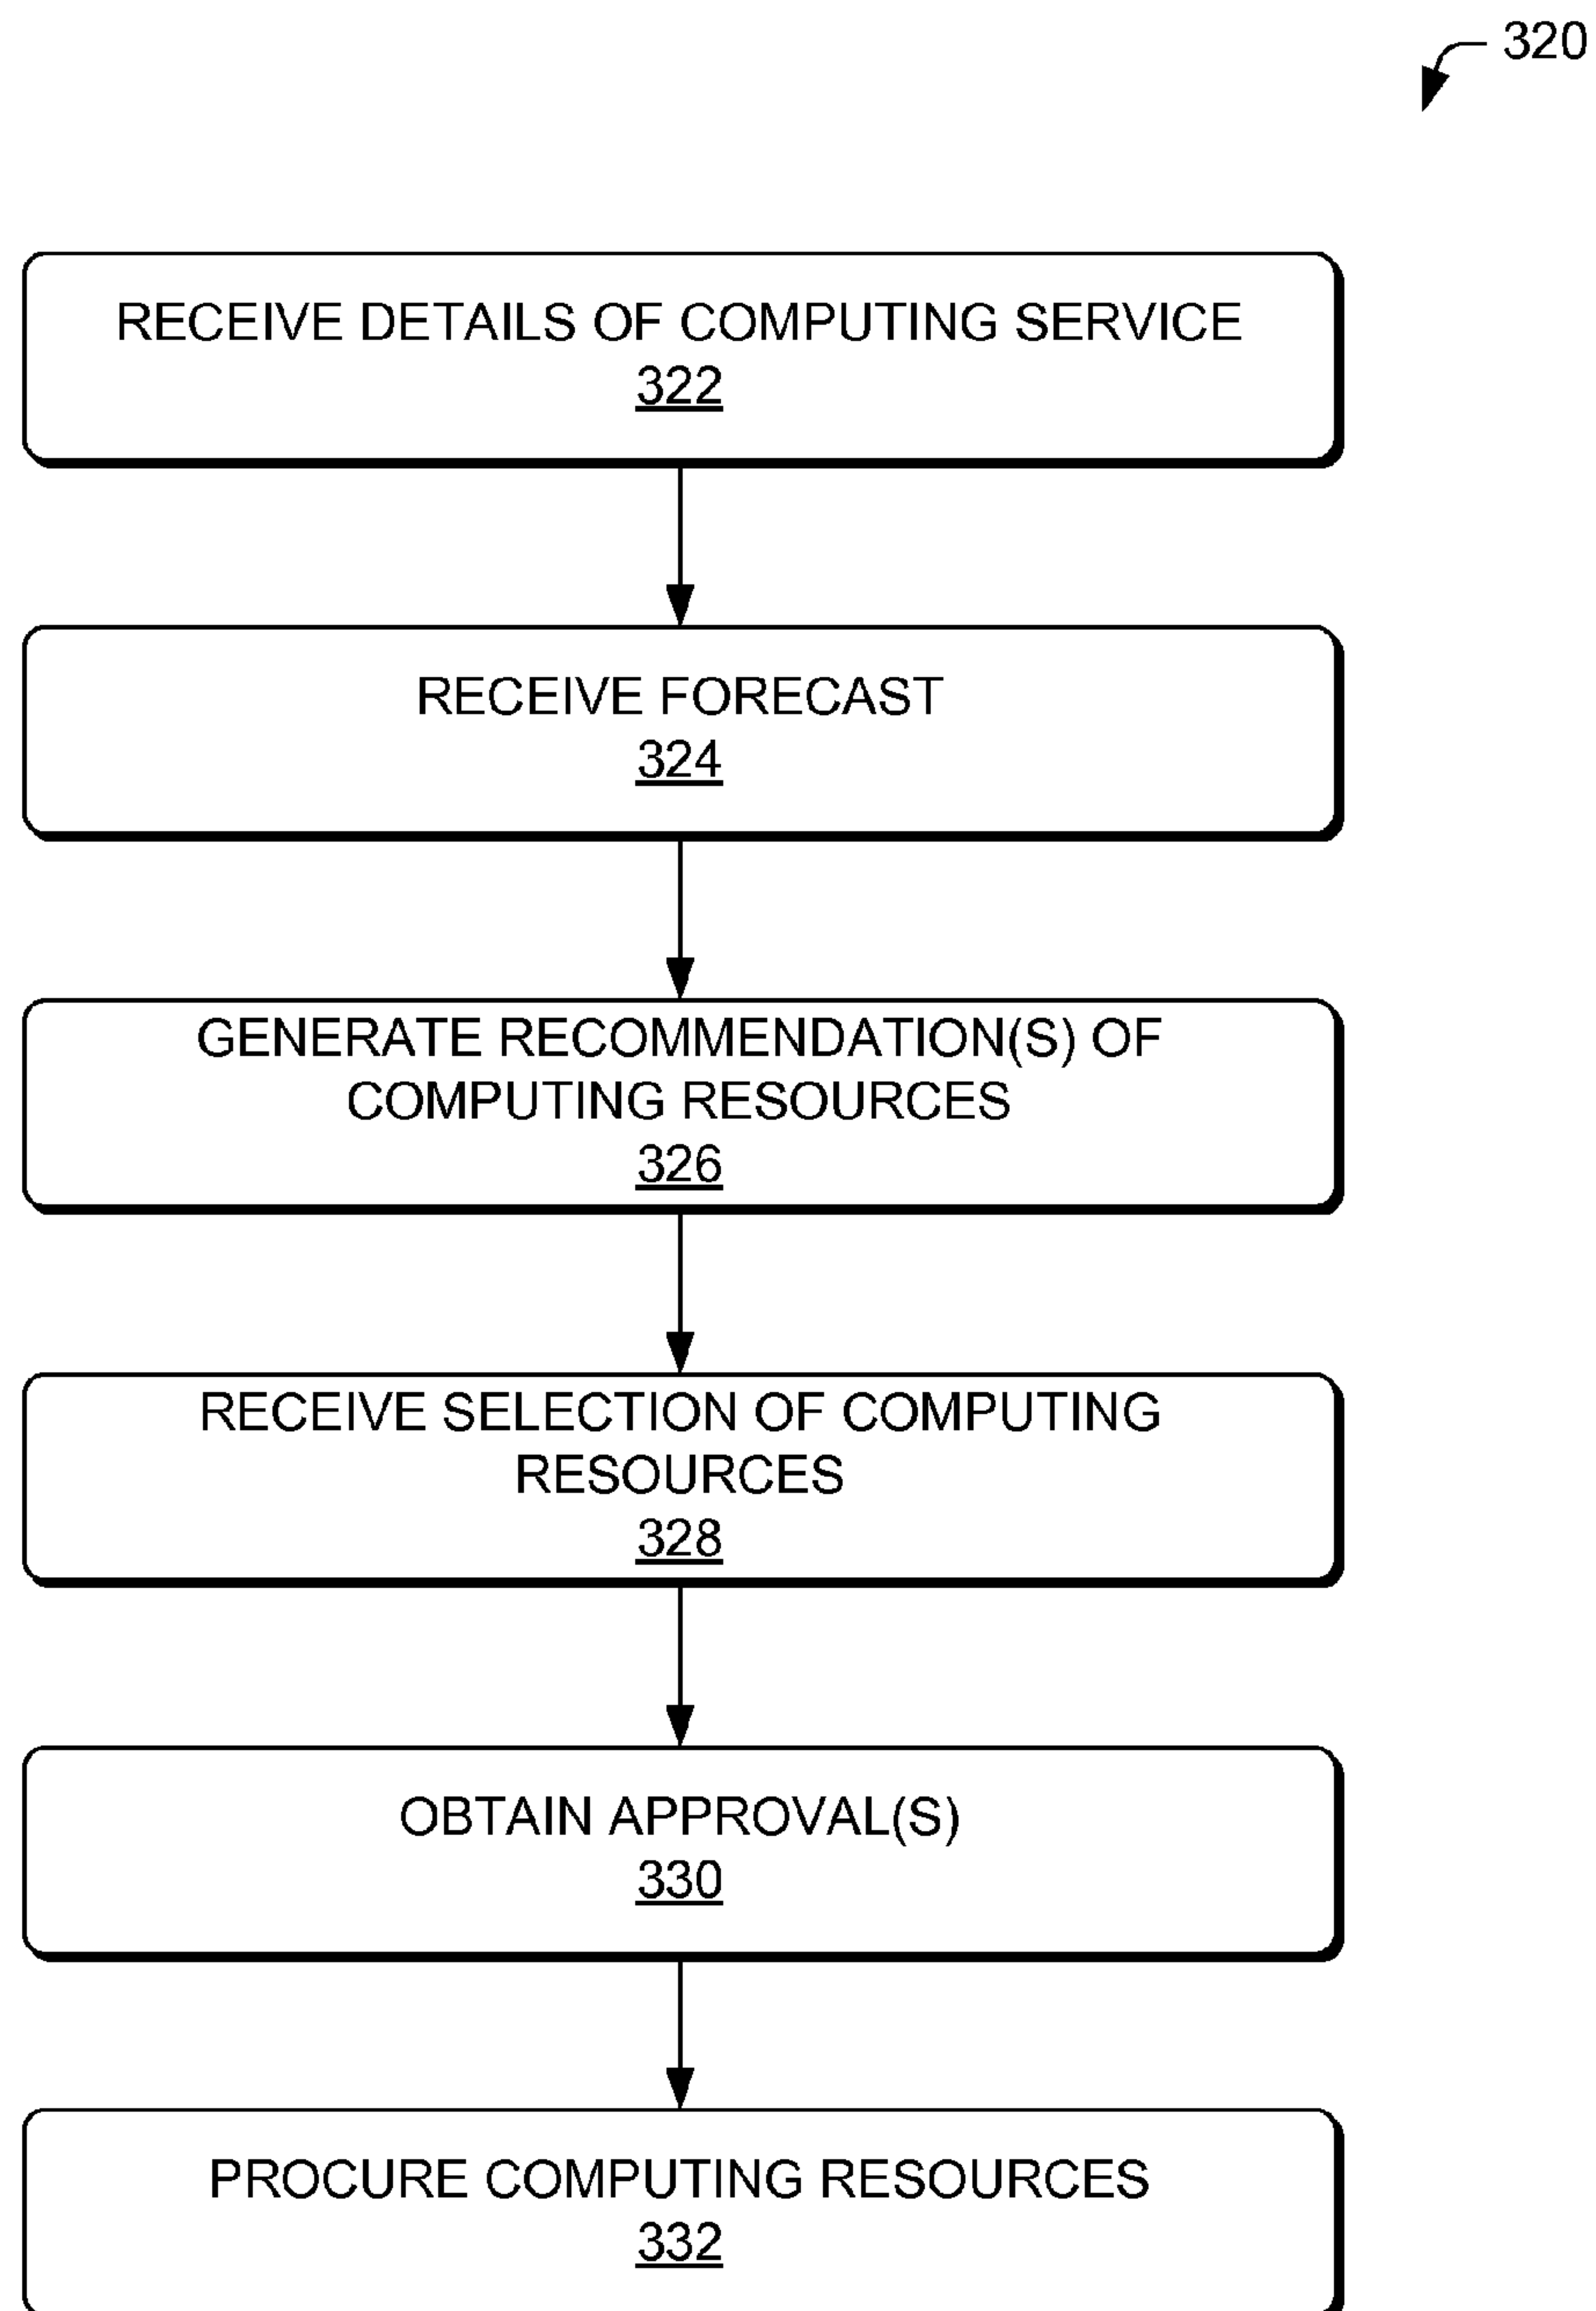 320
RECEIVE DETAILS OF COMPUTING SERVICE
322
RECEIVE FORECAST
324
GENERATE RECOMMENDATION(S) OF
COMPUTING RESOURCES
326
RECEIVE SELECTION OF COMPUTING
RESOURCES
328
OBTAIN APPROVAL(S)
330
PROCURE COMPUTING RESOURCES
332